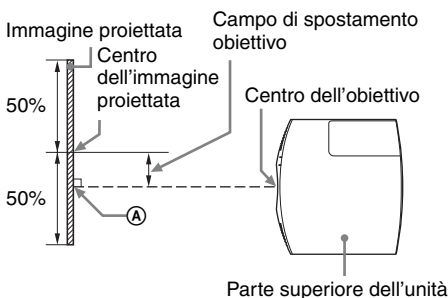 Immagine proiettata
Centro
dell'immagine
proiettata
Campo di spostamento
obiettivo
Centro dell'obiettivo
50%
50%
A
Parte superiore dell'unità